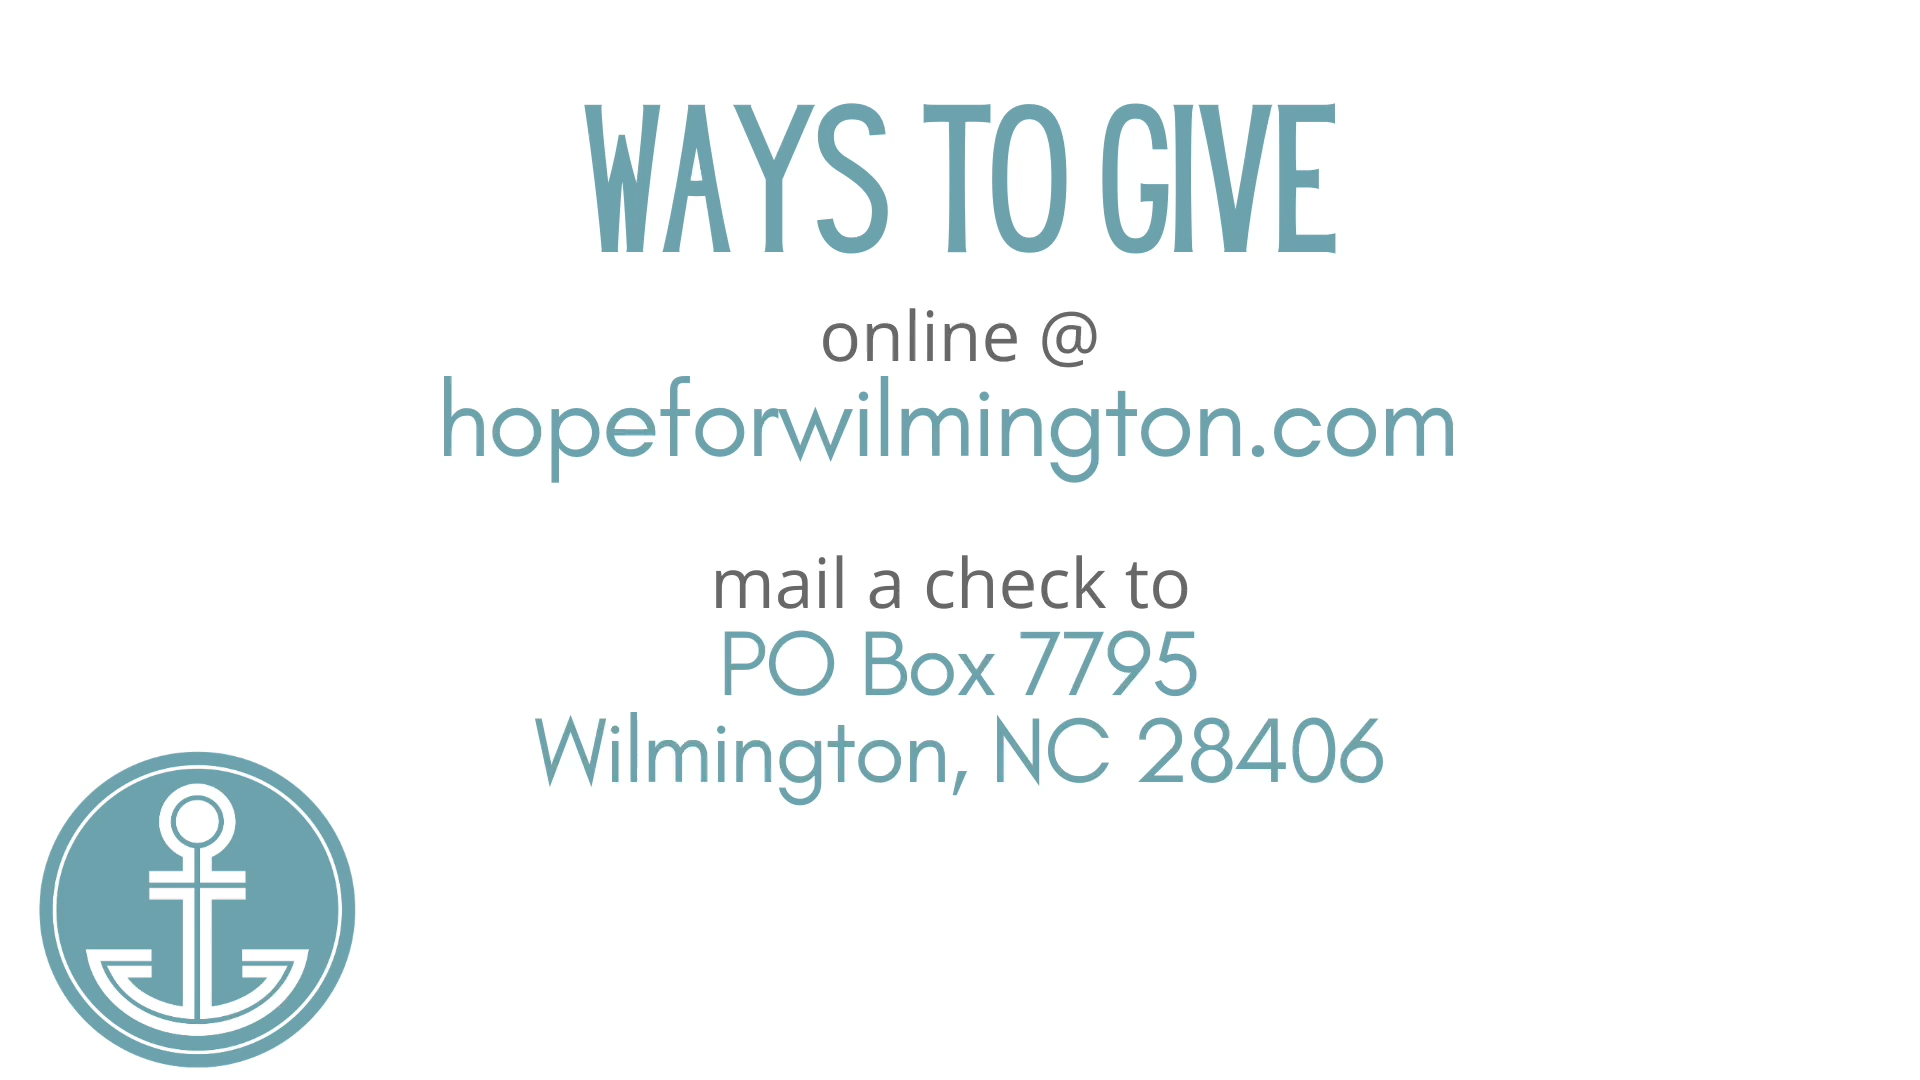 WAYS TO GIVE
online @
hopeforwilmington.com
mail a check to
PO Box 7795
Wilmington, NC 28406